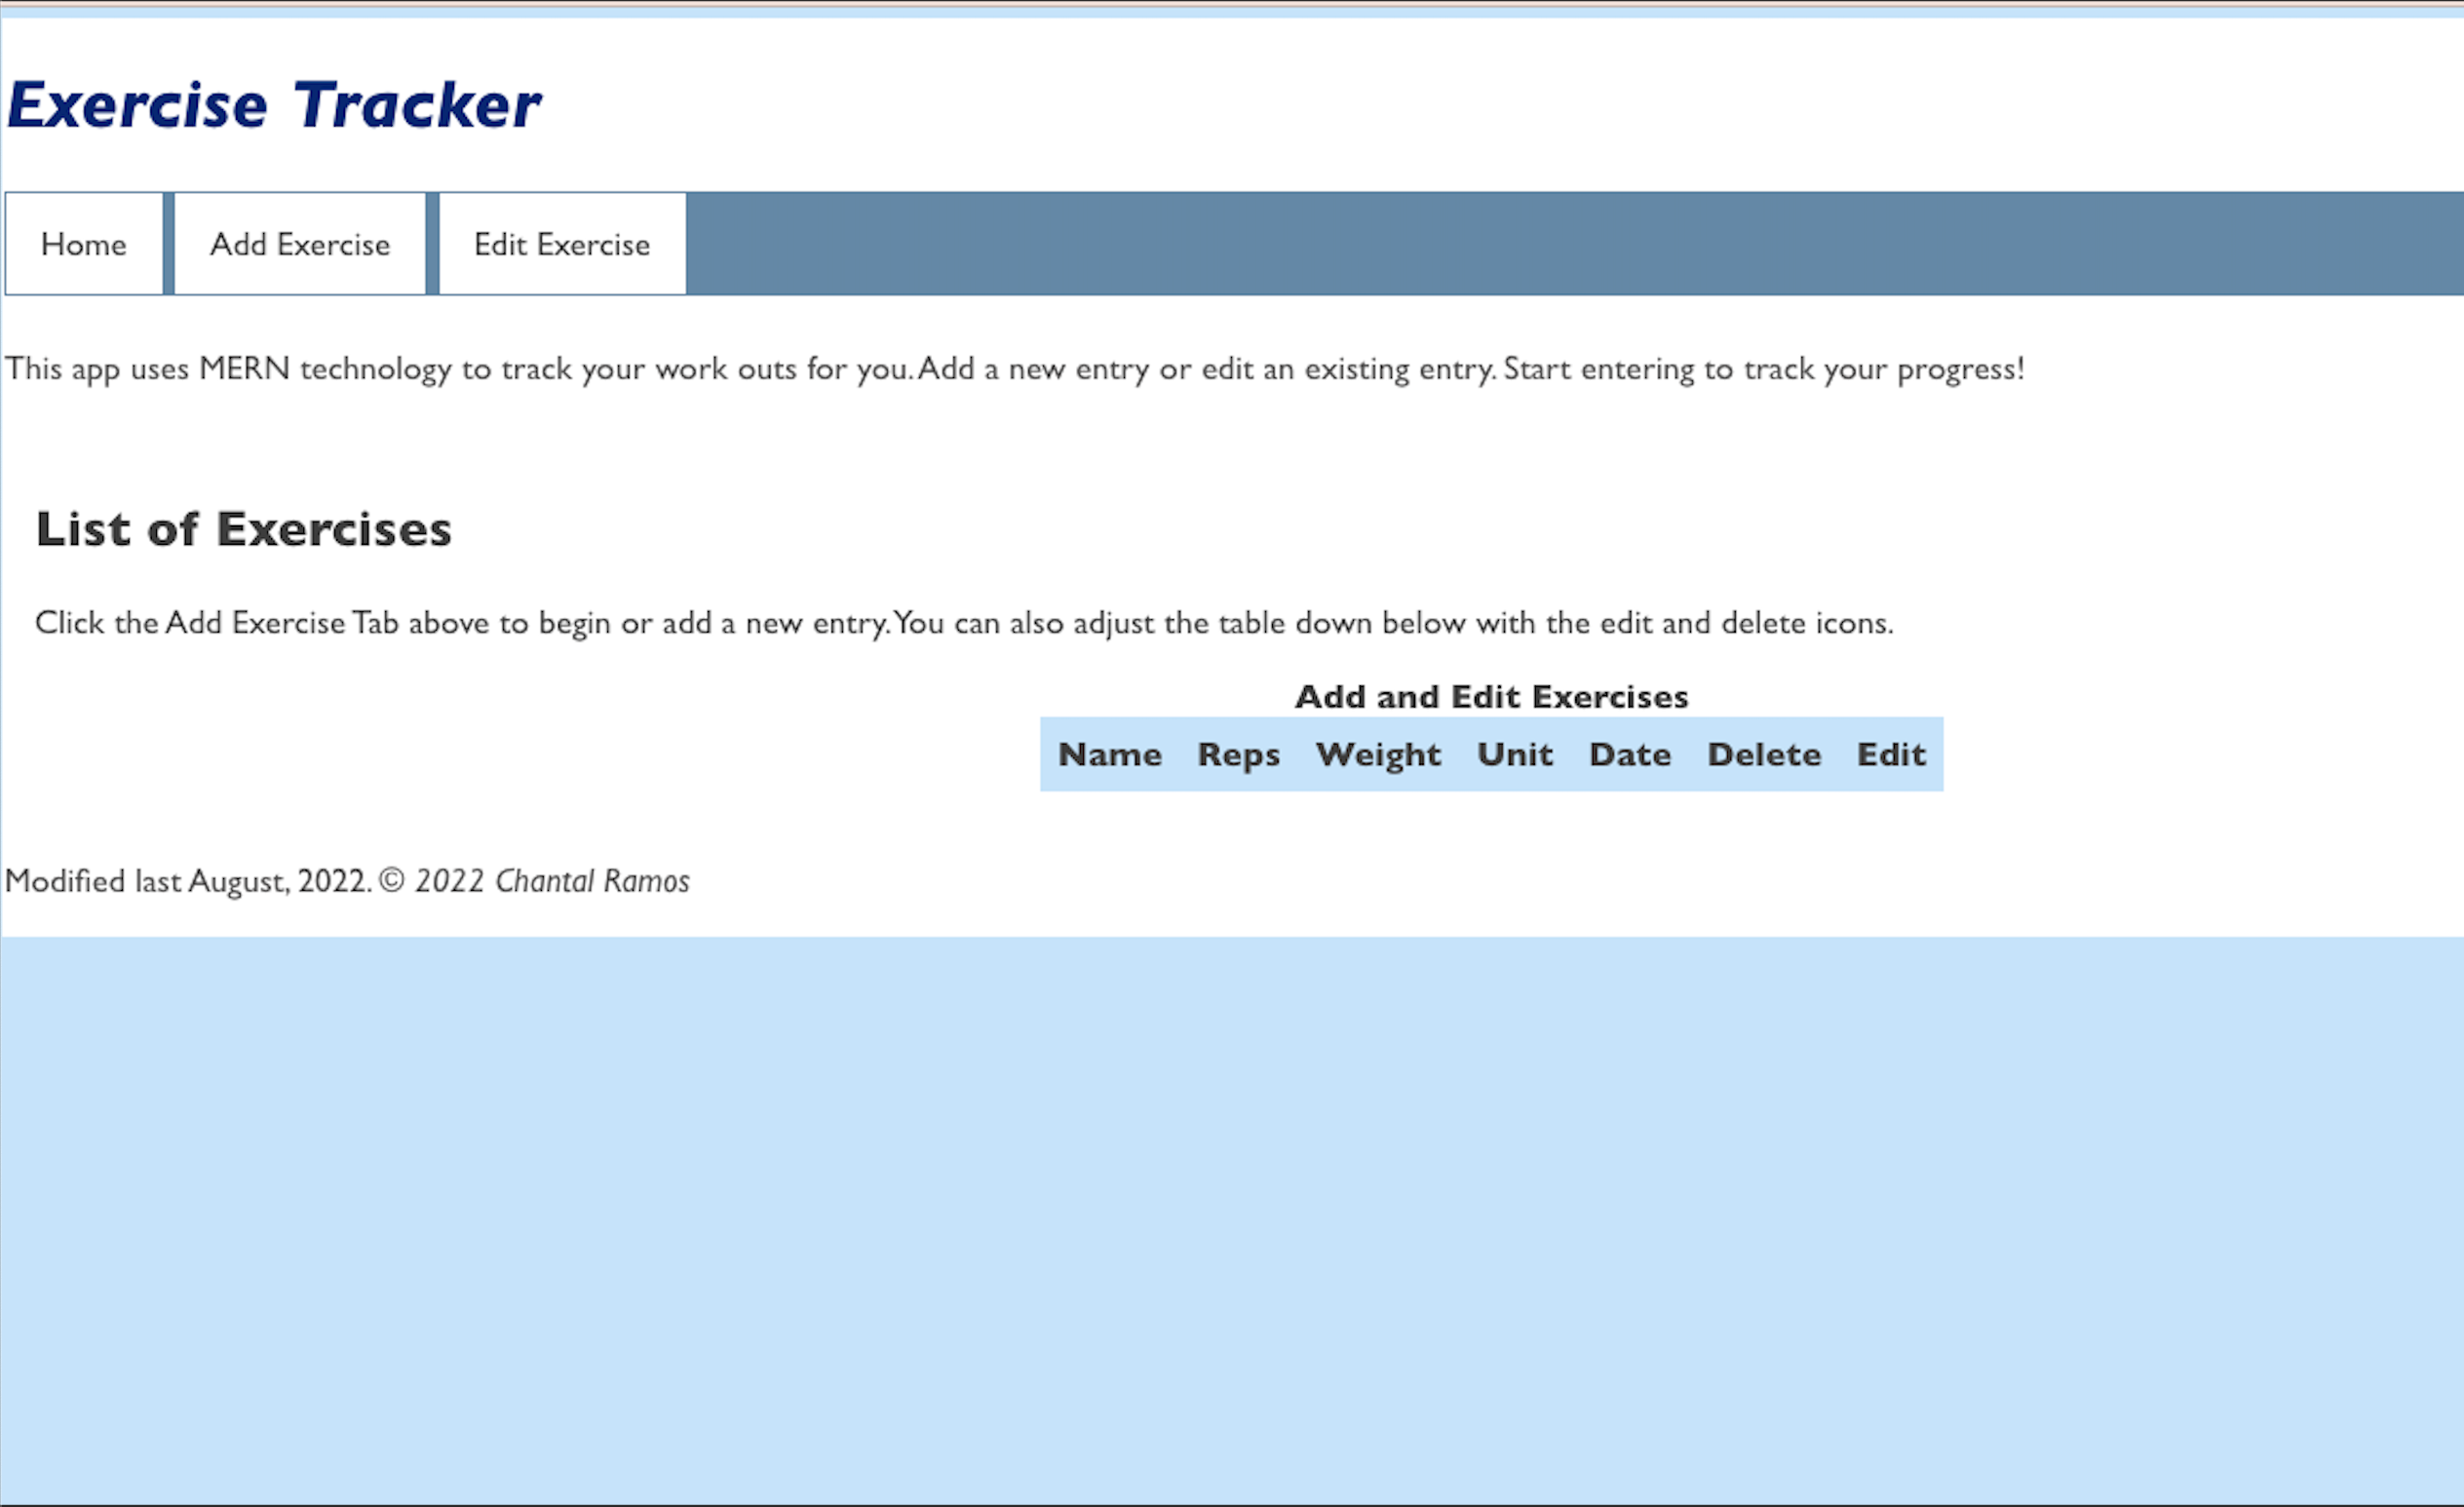 Exercise Tracker
Home Add Exercise Edit Exercise
This app uses MERN technology to track your work outs for you. Add a new entry or edit an existing entry. Start entering to track your progress!
List of Exercises
Click the Add Exercise Tab above to begin or add a new entry. You can also adjust the table down below with the edit and delete icons.
Add and Edit Exercises
Name Reps Weight Unit Date Delete Edit
Modified last August, 2022. © 2022 Chantal Ramos